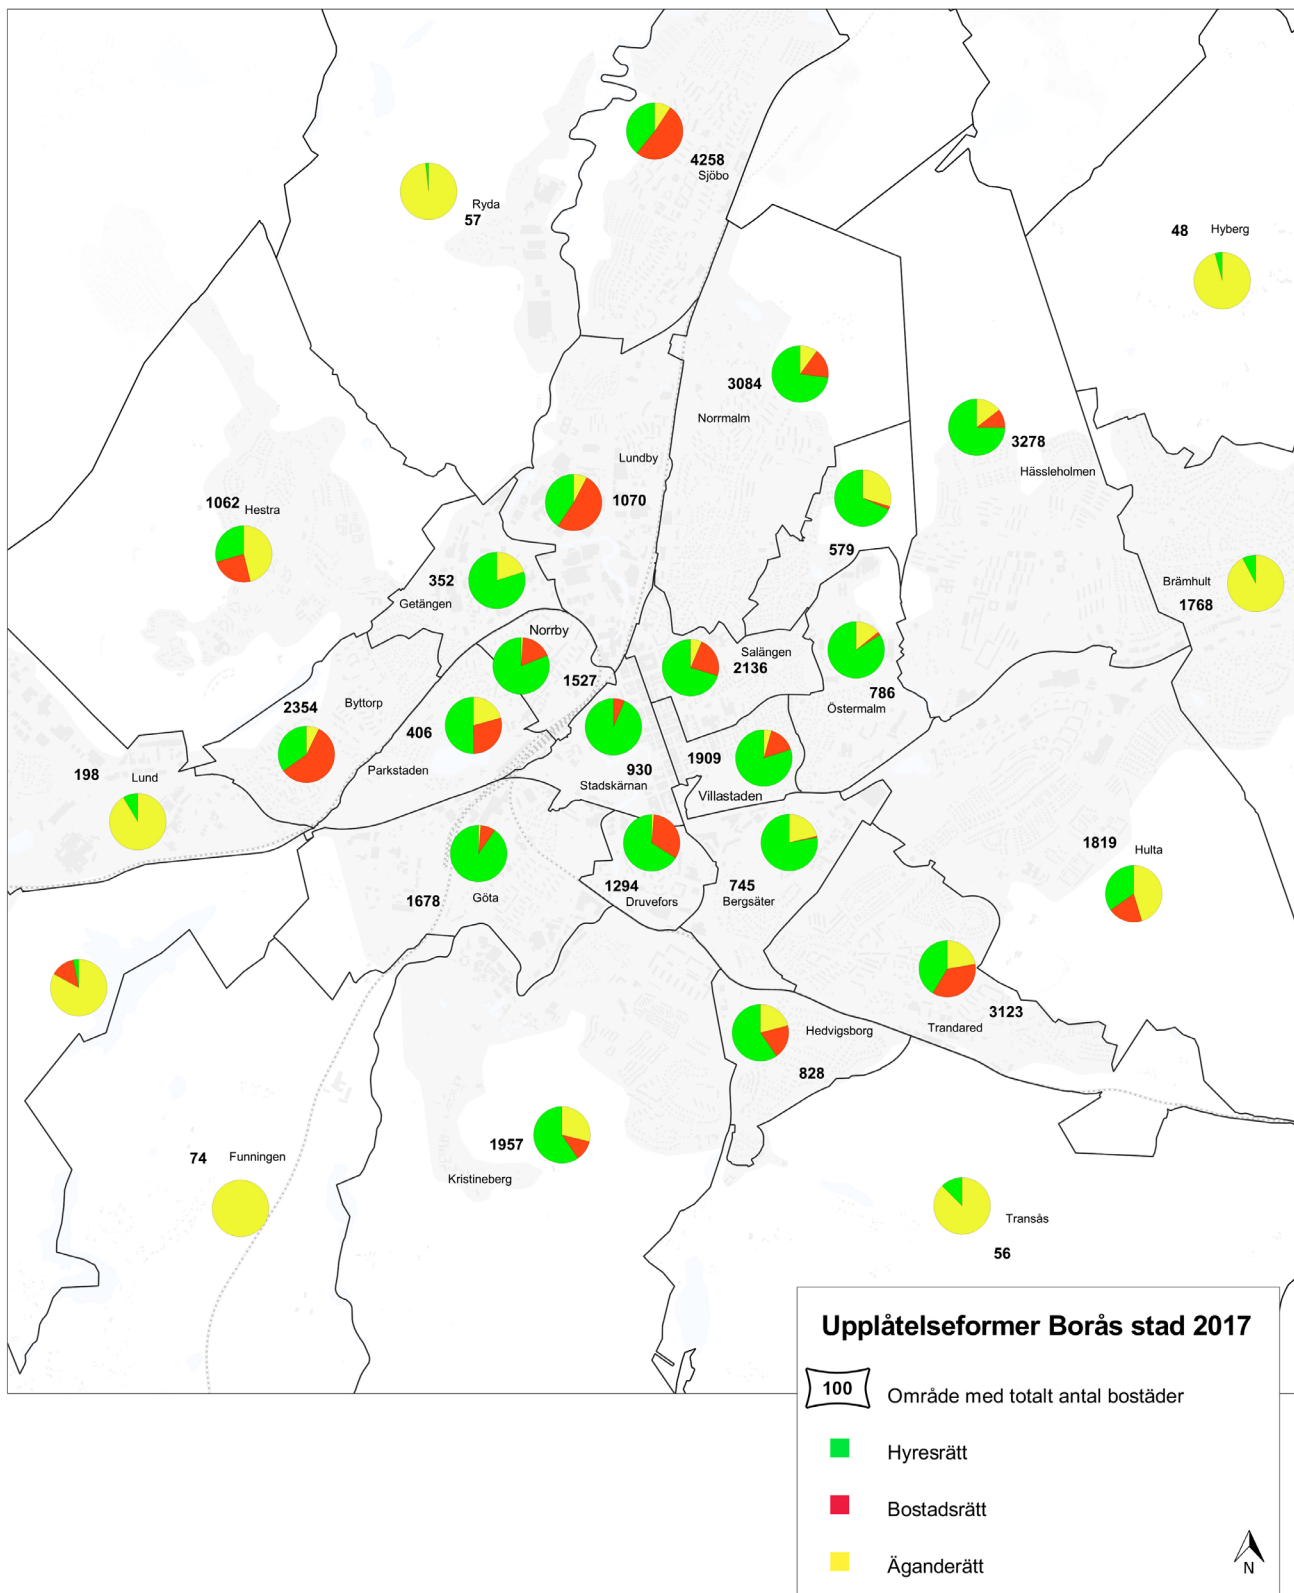 4258
Sjöbo
Ryda
57
48
Hyberg
3084
Norrmalm
3278
Hässleholmen
Lundby
1070
1062
Hestra
579
352
Getängen
Brämhult
1768
Norrby
1527
Salängen
2136
786
Östermalm
2354
Byttorp
406
Parkstaden
930
Stadskärnan
1909
Villastaden
198
Lund
1678
Göta
1294
Druvefors
745
Bergsäter
1819
Hulta
3123
Trandared
Hedvigsborg
828
1957
Kristineberg
74
Funningen
Transås
56
Upplåtelseformer Borås stad 2017
100
Område med totalt antal bostäder
Hyresrätt
Bostadsrätt
Äganderätt
N